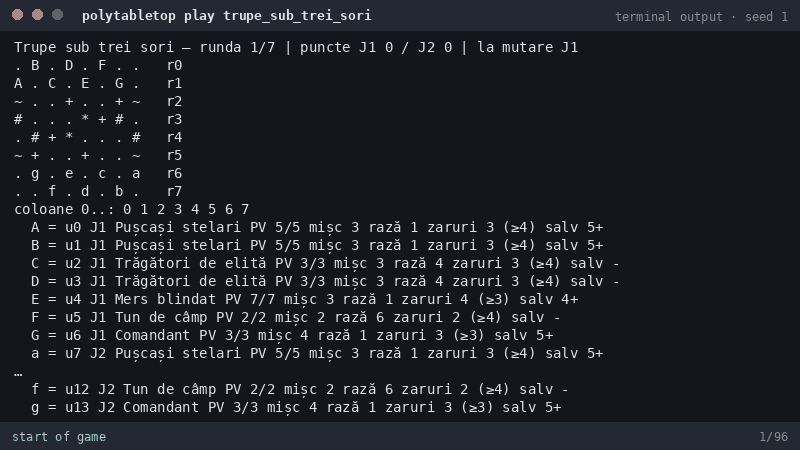 polytabletop play trupe_sub_trei_sori
terminal output · seed 1
Trupe sub trei sori — runda 1/7 | puncte J1 0 / J2 0 | la mutare J1
. B . D . F . .   r0
A . C . E . G .   r1
~ . . + . . + ~   r2
# . . . * + # .   r3
. # + * . . . #   r4
~ + . . + . . ~   r5
. g . e . c . a   r6
. . f . d . b .   r7
coloane 0..: 0 1 2 3 4 5 6 7
A = u0 J1 Pușcași stelari PV 5/5 mișc 3 rază 1 zaruri 3 (≥4) salv 5+
B = u1 J1 Pușcași stelari PV 5/5 mișc 3 rază 1 zaruri 3 (≥4) salv 5+
C = u2 J1 Trăgători de elită PV 3/3 mișc 3 rază 4 zaruri 3 (≥4) salv -
D = u3 J1 Trăgători de elită PV 3/3 mișc 3 rază 4 zaruri 3 (≥4) salv -
E = u4 J1 Mers blindat PV 7/7 mișc 3 rază 1 zaruri 4 (≥3) salv 4+
F = u5 J1 Tun de câmp PV 2/2 mișc 2 rază 6 zaruri 2 (≥4) salv -
G = u6 J1 Comandant PV 3/3 mișc 4 rază 1 zaruri 3 (≥3) salv 5+
a = u7 J2 Pușcași stelari PV 5/5 mișc 3 rază 1 zaruri 3 (≥4) salv 5+
…
f = u12 J2 Tun de câmp PV 2/2 mișc 2 rază 6 zaruri 2 (≥4) salv -
g = u13 J2 Comandant PV 3/3 mișc 4 rază 1 zaruri 3 (≥3) salv 5+
start of game
1/96